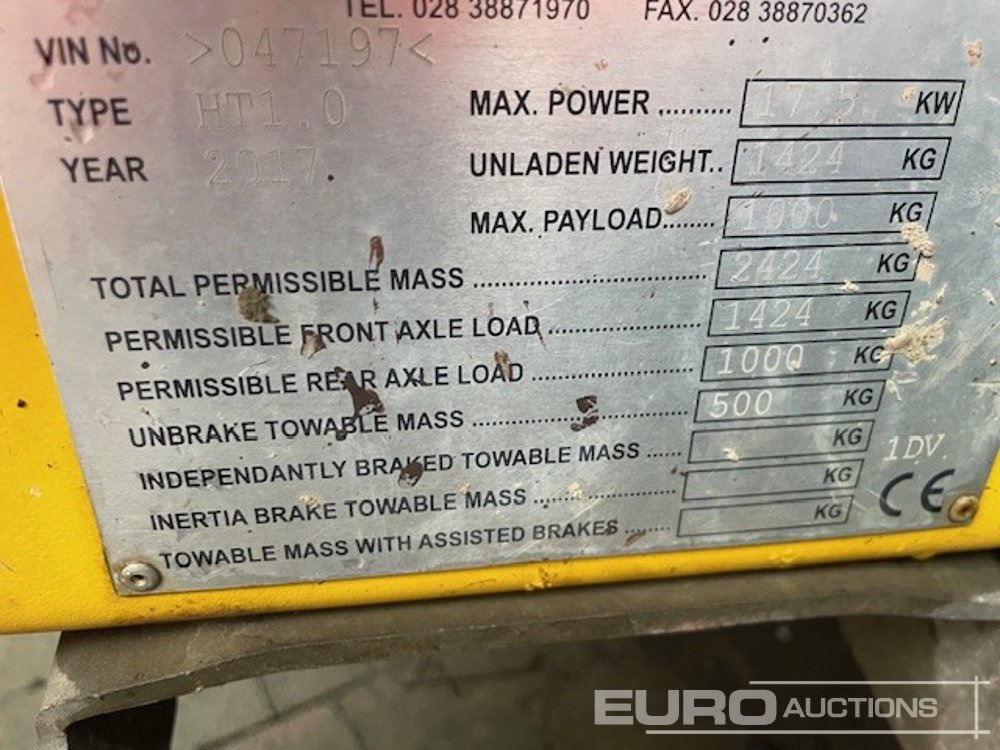 TEL. 028 38871970 FAX. 028 38870362
VIN No. >047197<
TYPE HT1.0
YEAR 2017
MAX. POWER .......... 17.5 KW
UNLADEN WEIGHT.. 1424 KG
MAX. PAYLOAD....... 1000 KG
TOTAL PERMISSIBLE MASS .......... 2424 KG
PERMISSIBLE FRONT AXLE LOAD .......... 1424 KG
PERMISSIBLE REAR AXLE LOAD .......... 1000 KG
UNBRAKE TOWABLE MASS .......... 500 KG
INDEPENDANTLY BRAKED TOWABLE MASS ...... KG
INERTIA BRAKE TOWABLE MASS .......... KG
TOWABLE MASS WITH ASSISTED BRAKES ........ KG
1DV
CE
EURO AUCTIONS